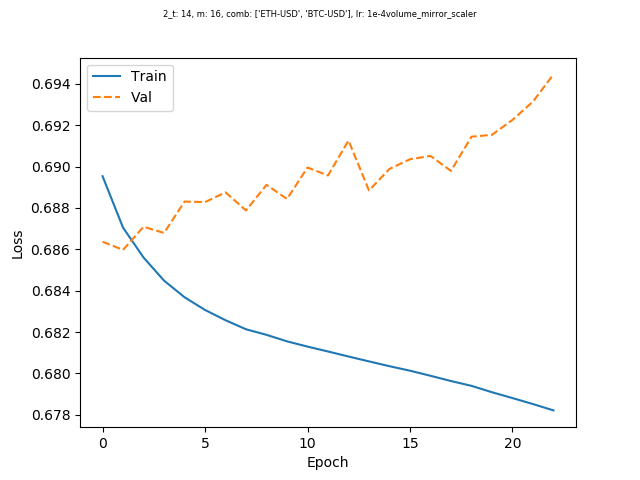 2_t: 14, m: 16, comb: ['ETH-USD', 'BTC-USD'], lr: 1e-4volume_mirror_scaler
Train
Val
0.694
0.692
0.690
0.688
0.686
0.684
0.682
0.680
0.678
Loss
0 5 10 15 20
Epoch